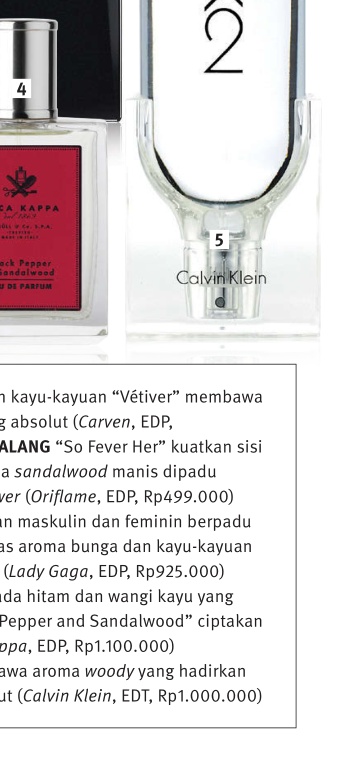 4
2
CA KAPPA
ack Pepper
Sandalwood
U DE PARFUM
5
Calvin Klein
n kayu-kayuan “Vétiver” membawa
g absolut (Carven, EDP,
ALANG “So Fever Her” kuatkan sisi
a sandalwood manis dipadu
wer (Oriflame, EDP, Rp499.000)
an maskulin dan feminin berpadu
as aroma bunga dan kayu-kayuan
(Lady Gaga, EDP, Rp925.000)
ada hitam dan wangi kayu yang
Pepper and Sandalwood” ciptakan
ppa, EDP, Rp1.100.000)
awa aroma woody yang hadirkan
ut (Calvin Klein, EDT, Rp1.000.000)